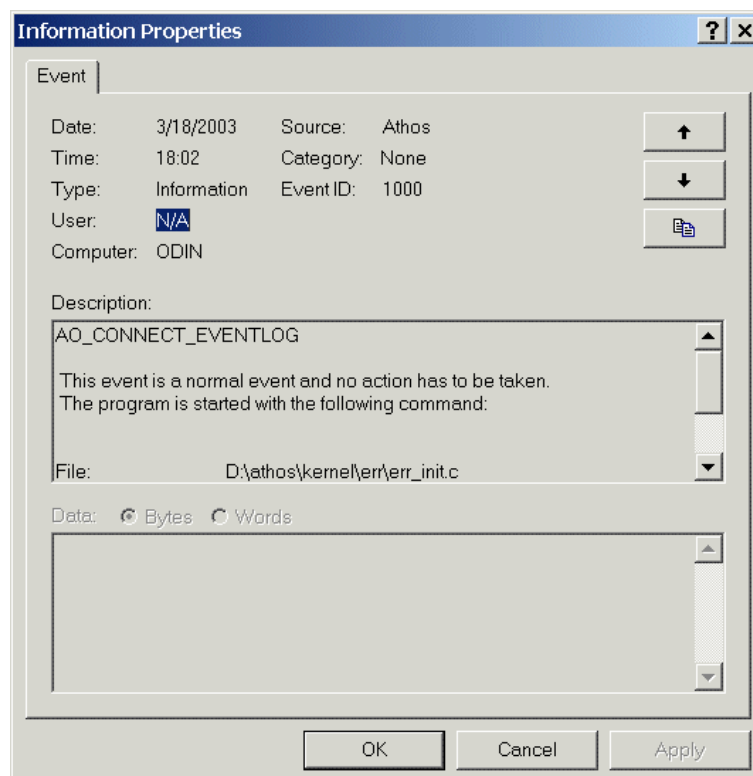 Information Properties
Event
Date: 3/18/2003 Source: Athos
Time: 18:02 Category: None
Type: Information Event ID: 1000
User: N/A
Computer: ODIN
Description:
AO_CONNECT_EVENTLOG
This event is a normal event and no action has to be taken.
The program is started with the following command:
File: D:\athos\kernel\err\err_init.c
Data: Bytes Words
OK Cancel Apply